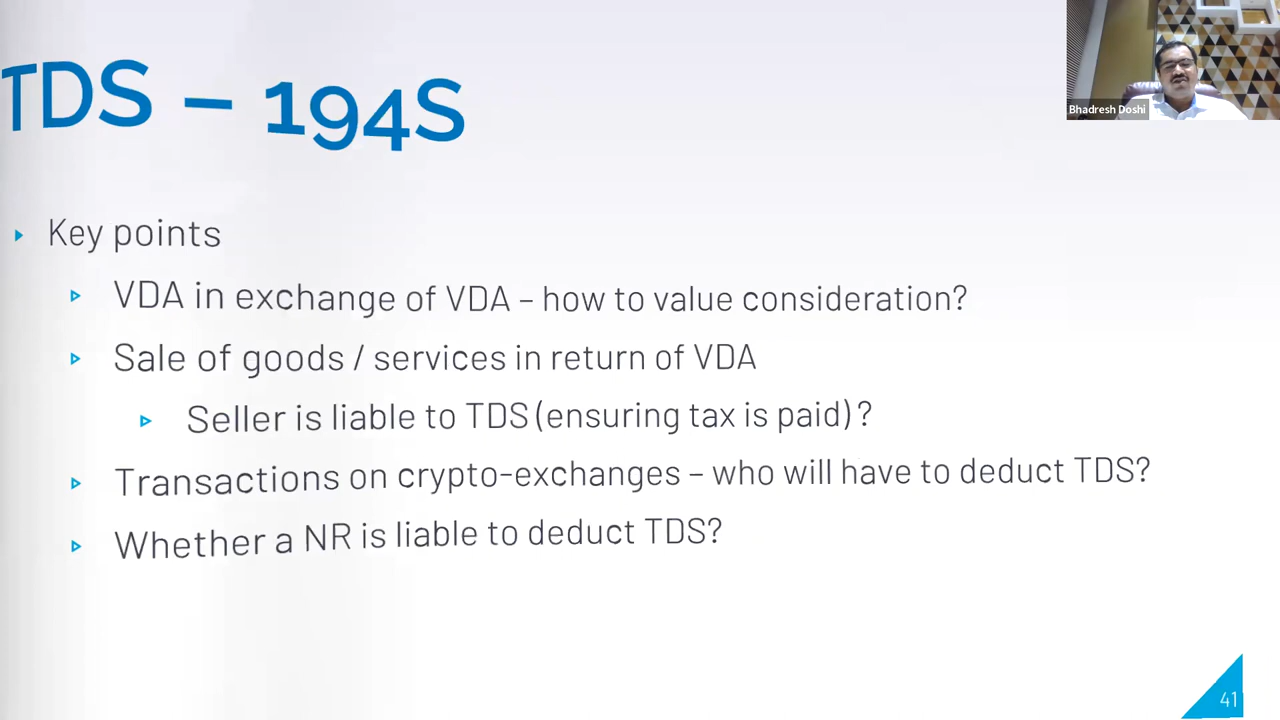 TDS – 194S
Bhadresh Doshi
Key points
VDA in exchange of VDA – how to value consideration?
Sale of goods / services in return of VDA
Seller is liable to TDS (ensuring tax is paid) ?
Transactions on crypto-exchanges – who will have to deduct TDS?
Whether a NR is liable to deduct TDS?
41